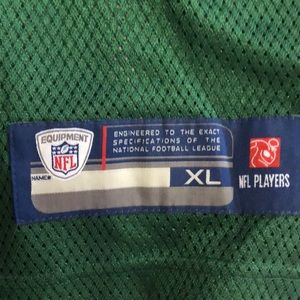 EQUIPMENT
NFL
ENGINEERED TO THE EXACT
SPECIFICATIONS OF THE
NATIONAL FOOTBALL LEAGUE
NAME/#
XL
NFL PLAYERS